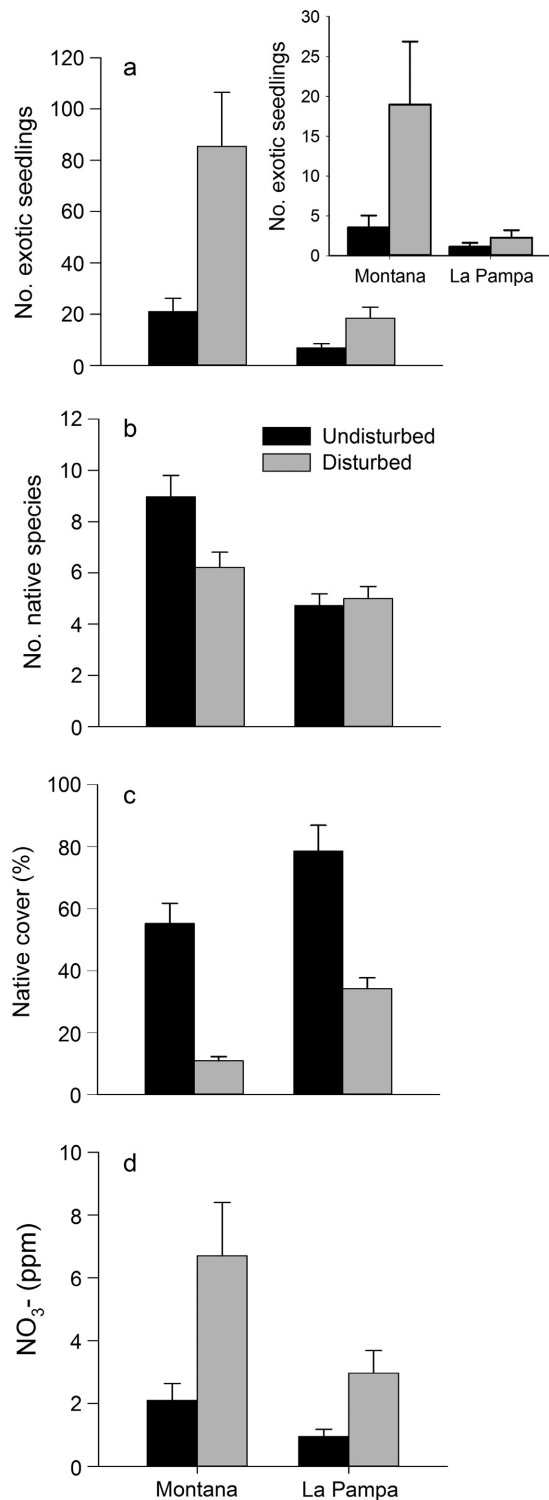 a
No. exotic seedlings
120
100
80
60
40
20
0
No. exotic seedlings
30
25
20
15
10
5
0
Montana La Pampa
b
No. native species
12
10
8
6
4
2
0
Undisturbed
Disturbed
c
Native cover (%)
100
80
60
40
20
0
d
NO3- (ppm)
10
8
6
4
2
0
Montana La Pampa